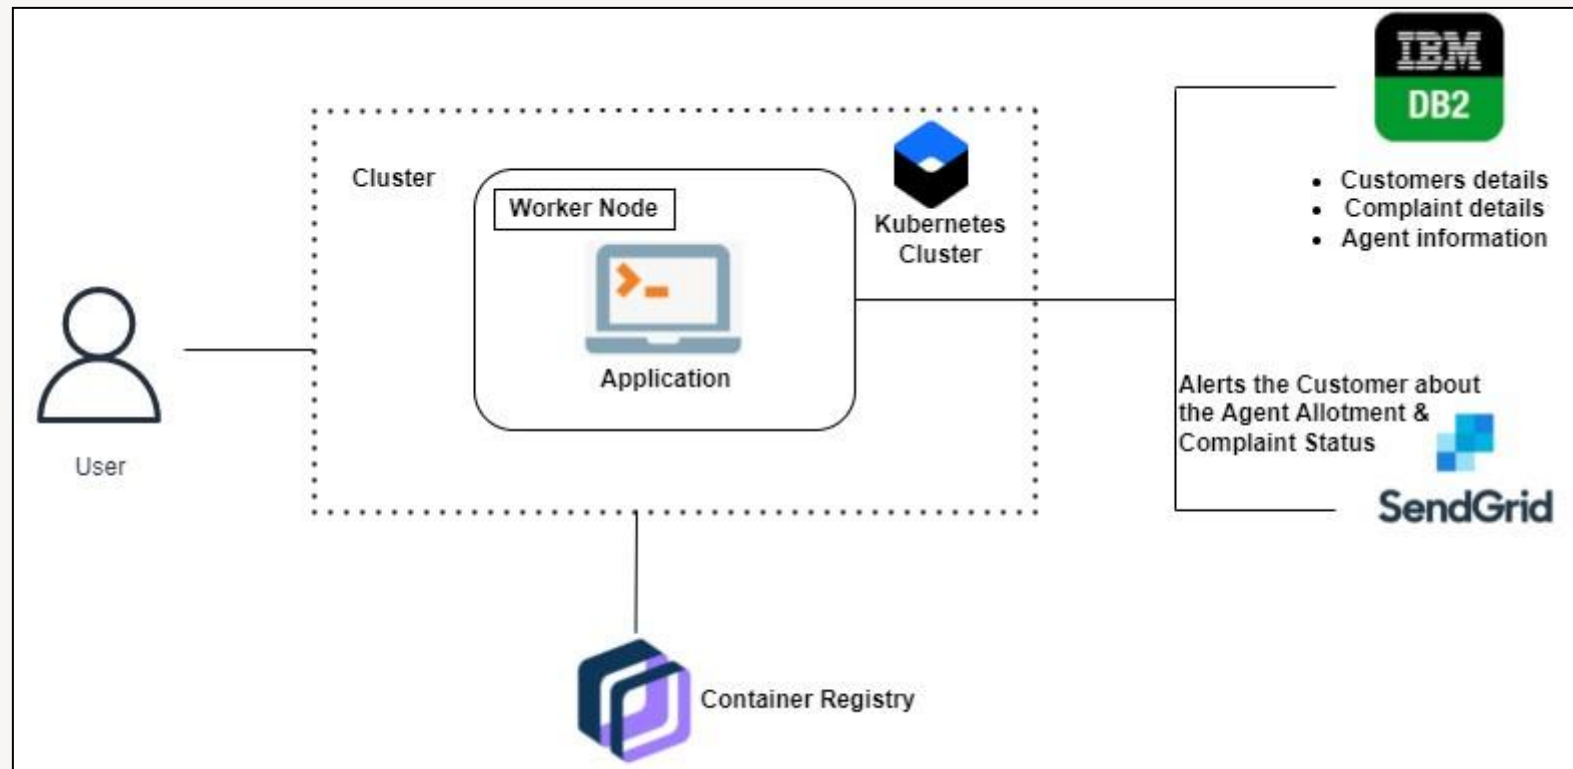 IBM
DB2
• Customers details
• Complaint details
• Agent information
Cluster
Worker Node
Kubernetes
Cluster
Application
User
Alerts the Customer about
the Agent Allotment &
Complaint Status
SendGrid
Container Registry